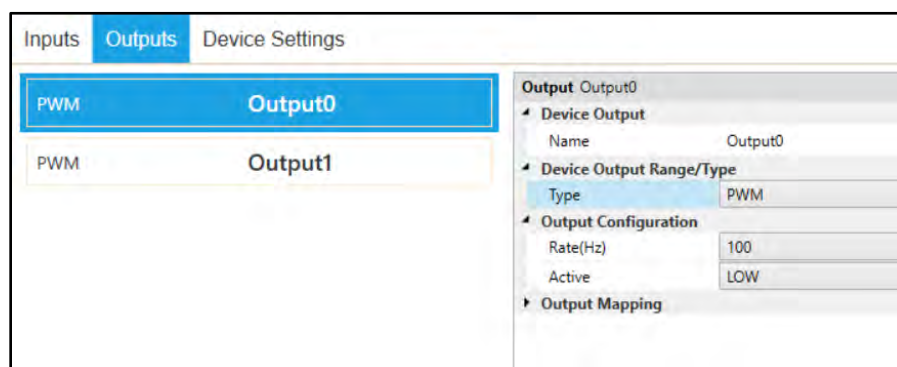 Inputs Outputs Device Settings
PWM Output0
PWM Output1
Output Output0
Device Output
Name Output0
Device Output Range/Type
Type PWM
Output Configuration
Rate(Hz) 100
Active LOW
Output Mapping